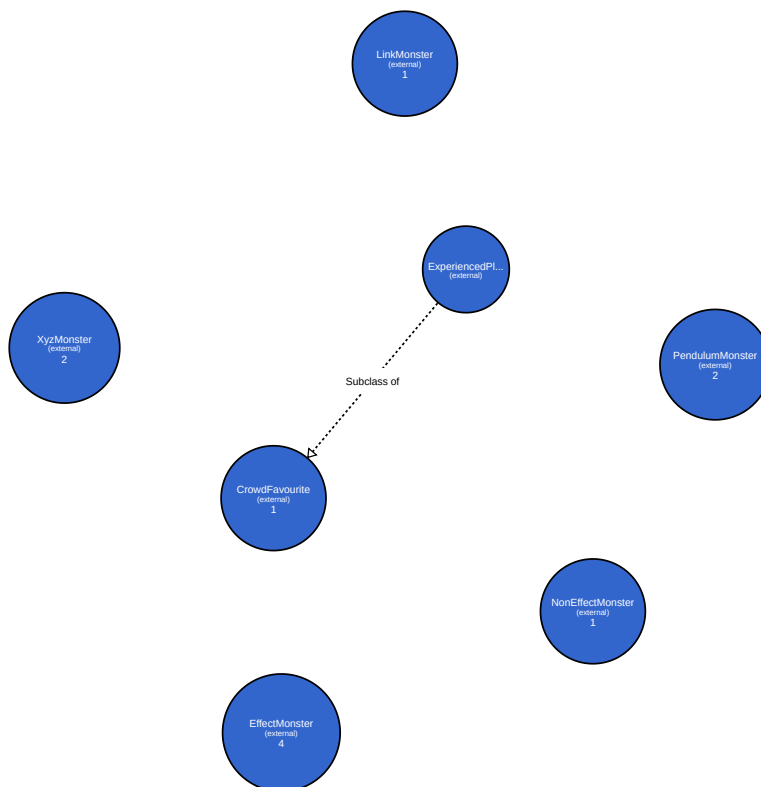 LinkMonster
(external)
1
ExperiencedPl...
(external)
XyzMonster
(external)
2
PendulumMonster
(external)
2
Subclass of
CrowdFavourite
(external)
1
NonEffectMonster
(external)
1
EffectMonster
(external)
4